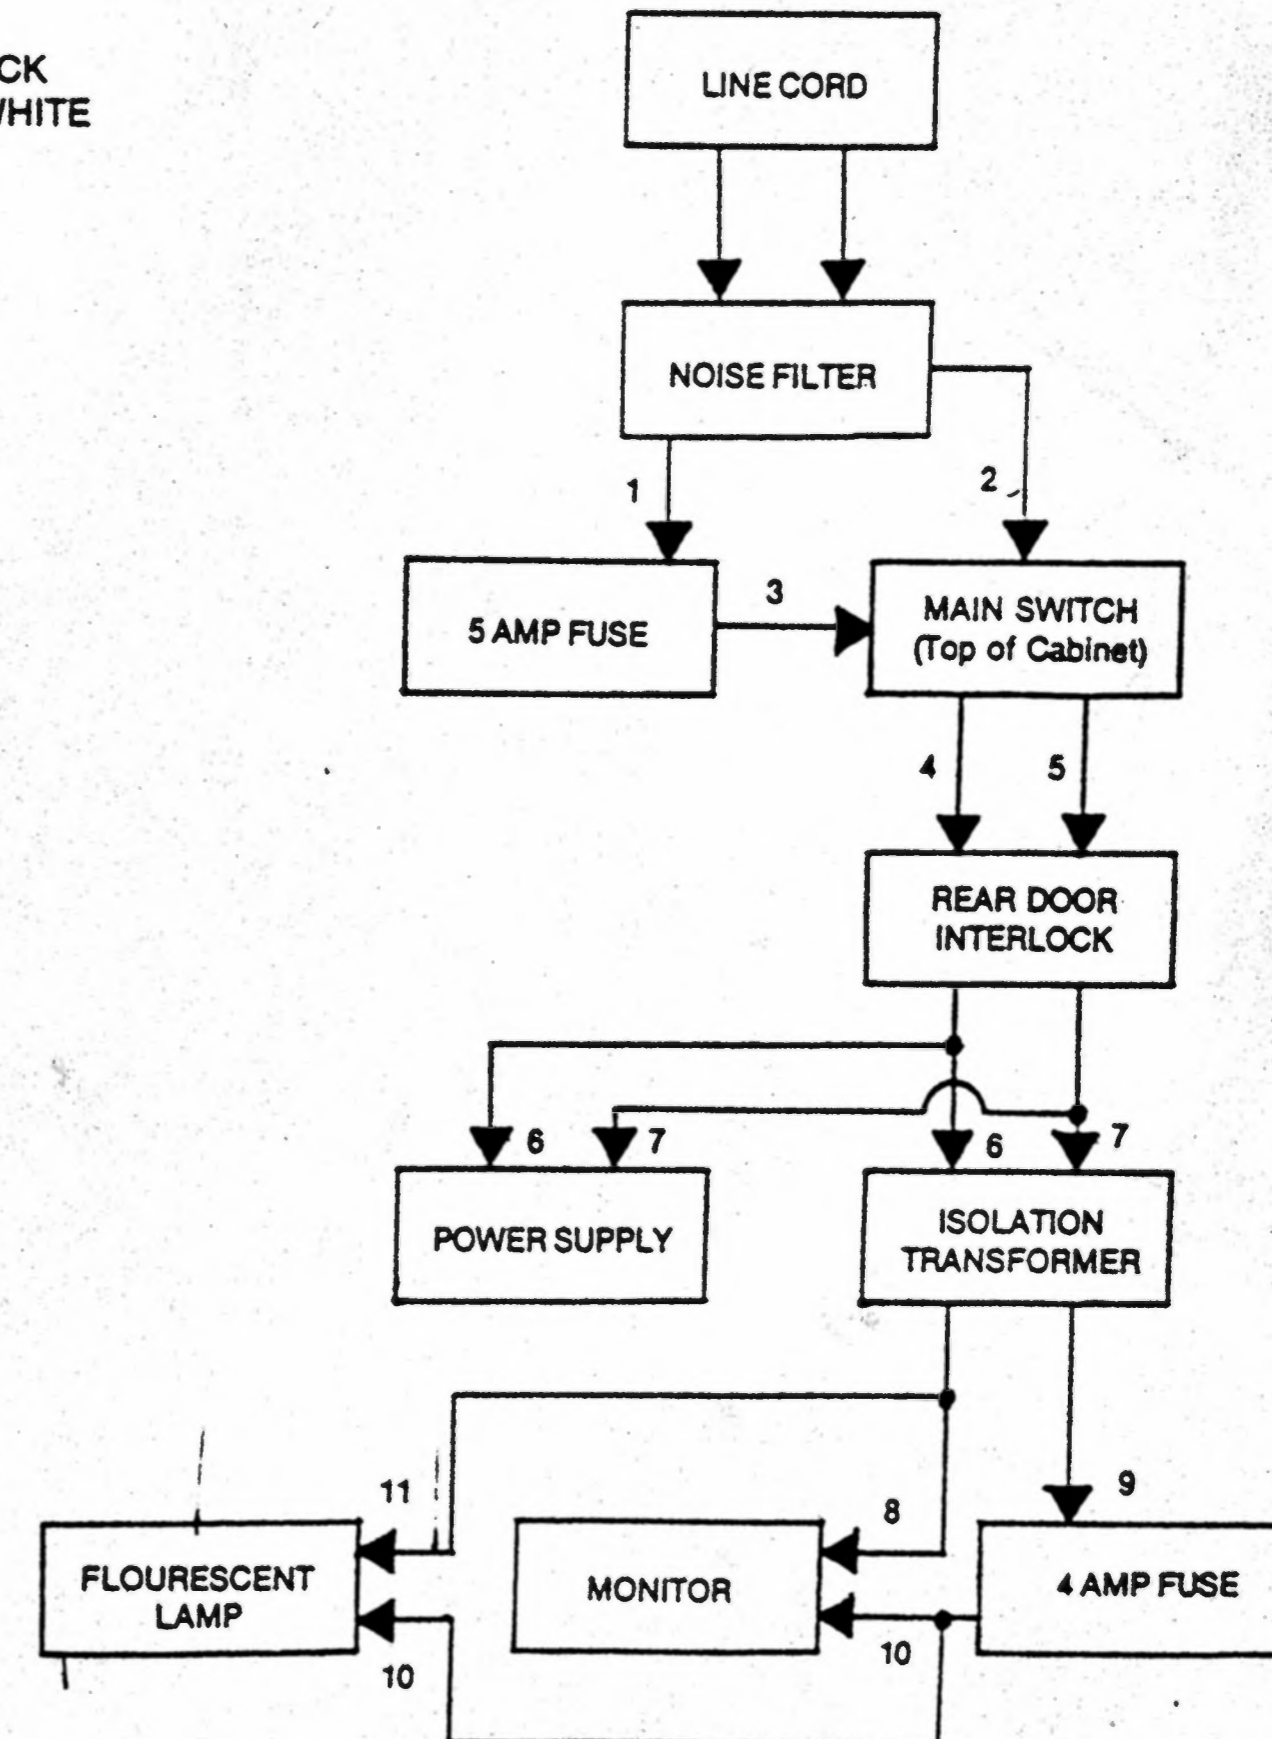 CK
WHITE
LINE CORD
NOISE FILTER
1
2
5 AMP FUSE
3
MAIN SWITCH
(Top of Cabinet)
4
5
REAR DOOR
INTERLOCK
6
7
6
7
POWER SUPPLY
ISOLATION
TRANSFORMER
11
8
9
FLOURESCENT
LAMP
MONITOR
4 AMP FUSE
10
10